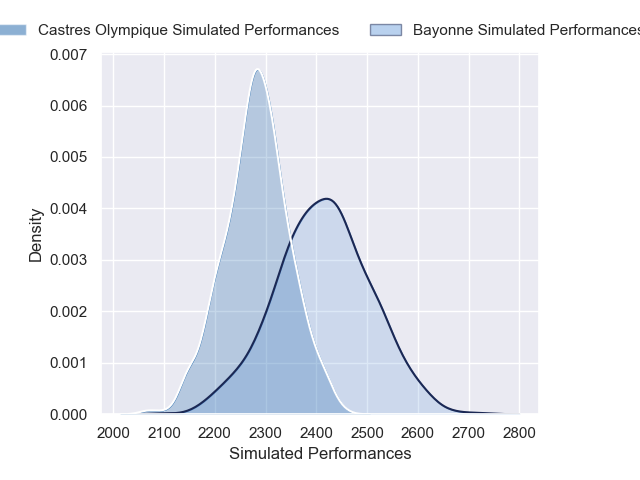 Castres Olympique Simulated Performances Bayonne Simulated Performances
0.007
0.006
0.005
0.004
0.003
0.002
0.001
0.000
Density
2000 2100 2200 2300 2400 2500 2600 2700 2800
Simulated Performances